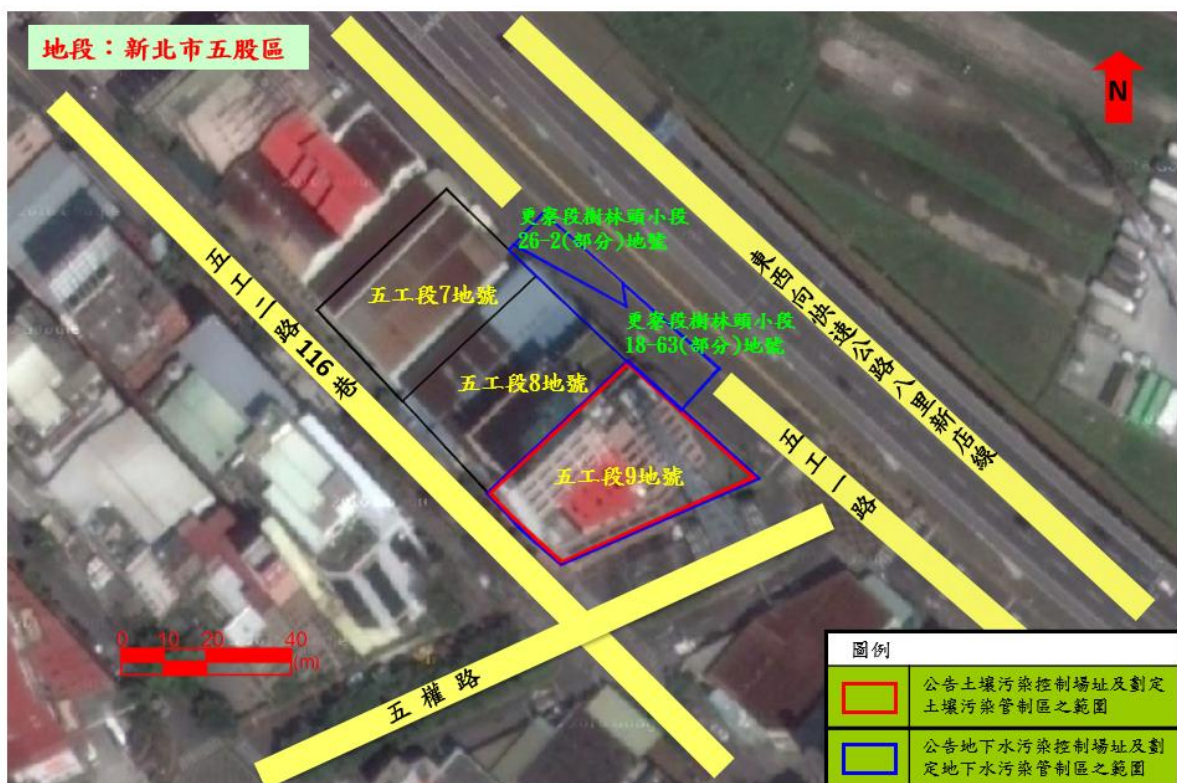 地段：新北市五股區
N
更寮段樹林頭小段
26-2(部分)地號
五工段7地號
更寮段樹林頭小段
18-63(部分)地號
五工段8地號
五工段9地號
五工二路116巷
東西向快速公路八里新店線
五工一路
五權路
0 10 20 40
(m)
圖例
公告土壤污染控制場址及劃定
土壤污染管制區之範圍
公告地下水污染控制場址及劃
定地下水污染管制區之範圍